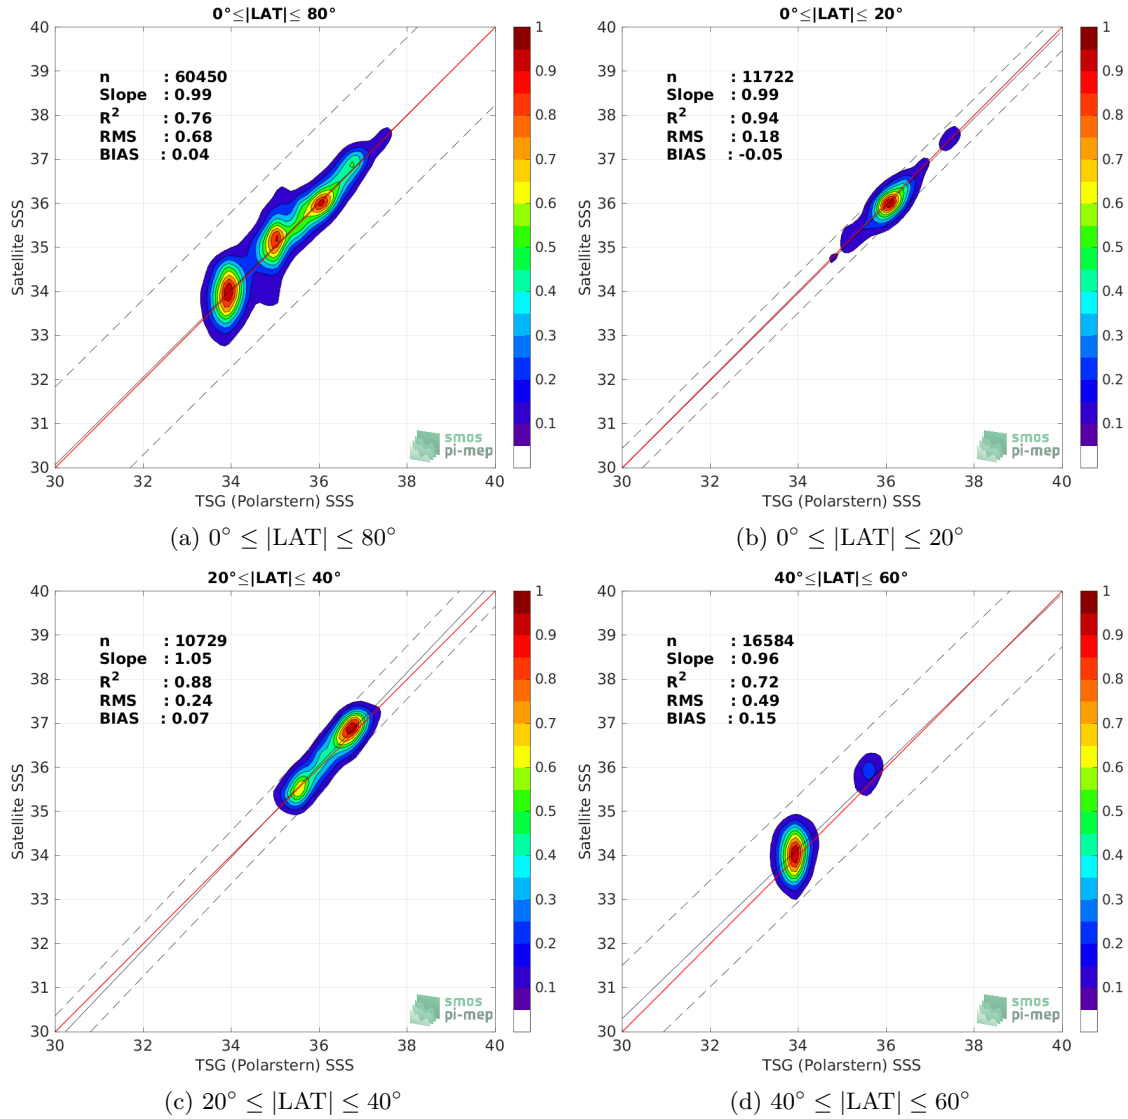 0°≤|LAT|≤ 80°
n : 60450
Slope : 0.99
R² : 0.76
RMS : 0.68
BIAS : 0.04
Satellite SSS
40
39
38
37
36
35
34
33
32
31
30
30 32 34 36 38 40
TSG (Polarstern) SSS
1
0.9
0.8
0.7
0.6
0.5
0.4
0.3
0.2
0.1
smos
pi-mep
(a) 0° ≤ |LAT| ≤ 80°
0°≤|LAT|≤ 20°
n : 11722
Slope : 0.99
R² : 0.94
RMS : 0.18
BIAS : -0.05
Satellite SSS
40
39
38
37
36
35
34
33
32
31
30
30 32 34 36 38 40
TSG (Polarstern) SSS
1
0.9
0.8
0.7
0.6
0.5
0.4
0.3
0.2
0.1
smos
pi-mep
(b) 0° ≤ |LAT| ≤ 20°
20°≤|LAT|≤ 40°
n : 10729
Slope : 1.05
R² : 0.88
RMS : 0.24
BIAS : 0.07
Satellite SSS
40
39
38
37
36
35
34
33
32
31
30
30 32 34 36 38 40
TSG (Polarstern) SSS
1
0.9
0.8
0.7
0.6
0.5
0.4
0.3
0.2
0.1
smos
pi-mep
(c) 20° ≤ |LAT| ≤ 40°
40°≤|LAT|≤ 60°
n : 16584
Slope : 0.96
R² : 0.72
RMS : 0.49
BIAS : 0.15
Satellite SSS
40
39
38
37
36
35
34
33
32
31
30
30 32 34 36 38 40
TSG (Polarstern) SSS
1
0.9
0.8
0.7
0.6
0.5
0.4
0.3
0.2
0.1
smos
pi-mep
(d) 40° ≤ |LAT| ≤ 60°